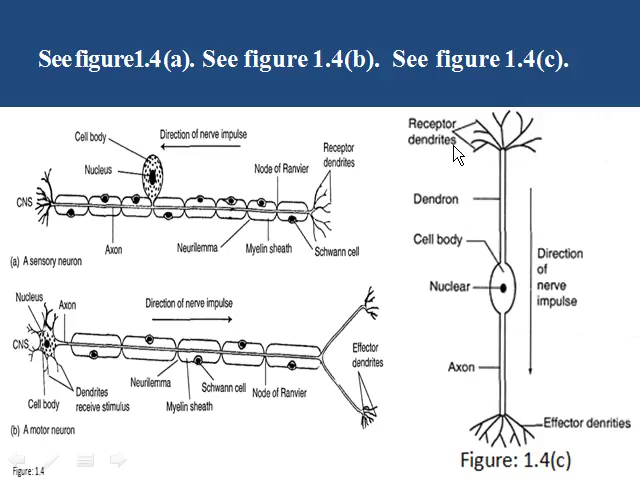 See figure1.4 (a). See figure 1.4(b). See figure 1.4(c).
Cell body
Direction of nerve impulse
Receptor
dendrites
Nucleus
Node of Ranvier
CNS
Axon
Neurilemma
Myelin sheath
Schwann cell
(a) A sensory neuron
Nucleus
Axon
Direction of nerve impulse
CNS
Effector
dendrites
Neurilemma
Schwann cell
Node of Ranvier
Cell body
Dendrites
receive stimulus
Myelin sheath
(b) A motor neuron
Figure: 1.4
Receptor
dendrites
Dendron
Cell body
Nuclear
Direction
of
nerve
impulse
Axon
Effector denrities
Figure: 1.4(c)